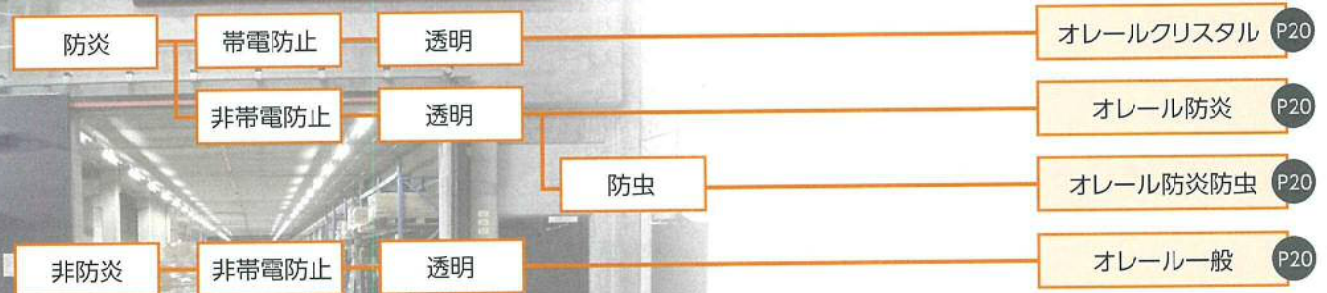 防炎 帯電防止 透明 オレールクリスタル P20
非帯電防止 透明 オレール防炎 P20
防虫 オレール防炎防虫 P20
非防炎 非帯電防止 透明 オレール一般 P20